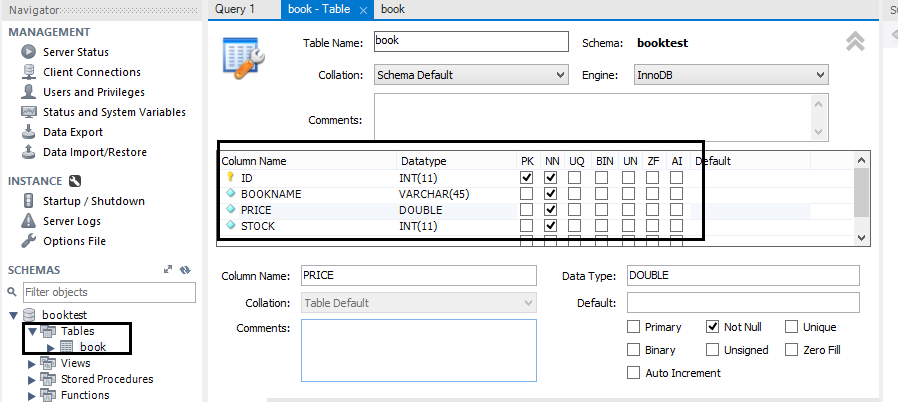 Navigator
MANAGEMENT
Server Status
Client Connections
Users and Privileges
Status and System Variables
Data Export
Data Import/Restore
INSTANCE
Startup / Shutdown
Server Logs
Options File
SCHEMAS
Filter objects
booktest
Tables
book
Views
Stored Procedures
Functions
Query 1 book - Table × book
Table Name: book Schema: booktest
Collation: Schema Default Engine: InnoDB
Comments:
Column Name Datatype PK NN UQ BIN UN ZF AI Default
ID INT(11)
BOOKNAME VARCHAR(45)
PRICE DOUBLE
STOCK INT(11)
Column Name: PRICE Data Type: DOUBLE
Collation: Table Default Default:
Comments: Primary Not Null Unique
Binary Unsigned Zero Fill
Auto Increment